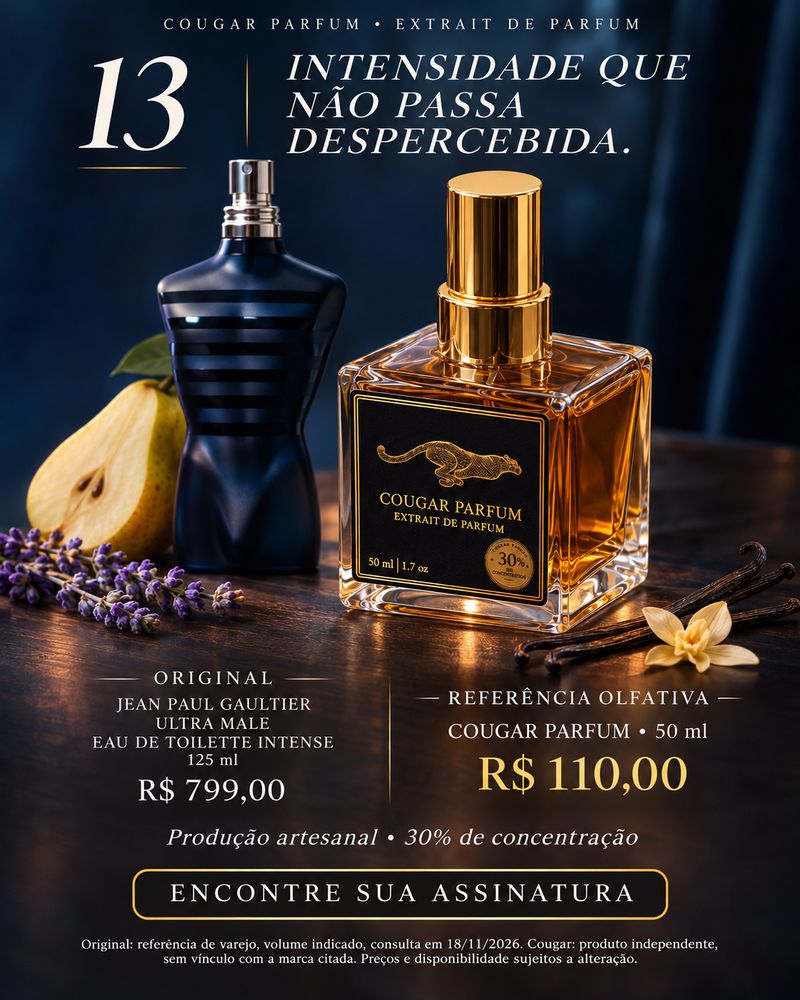 COUGAR PARFUM • EXTRAIT DE PARFUM
13
INTENSIDADE QUE
NÃO PASSA
DESPERCEBIDA.
COUGAR PARFUM
EXTRAIT DE PARFUM
50 ml | 1.7 oz
COUGAR PARFUM
30%
CONCENTRATION
ORIGINAL
JEAN PAUL GAULTIER
ULTRA MALE
EAU DE TOILETTE INTENSE
125 ml
R$ 799,00
REFERÊNCIA OLFATIVA
COUGAR PARFUM • 50 ml
R$ 110,00
Produção artesanal • 30% de concentração
ENCONTRE SUA ASSINATURA
Original: referência de varejo, volume indicado, consulta em 18/11/2026. Cougar: produto independente,
sem vínculo com a marca citada. Preços e disponibilidade sujeitos a alteração.